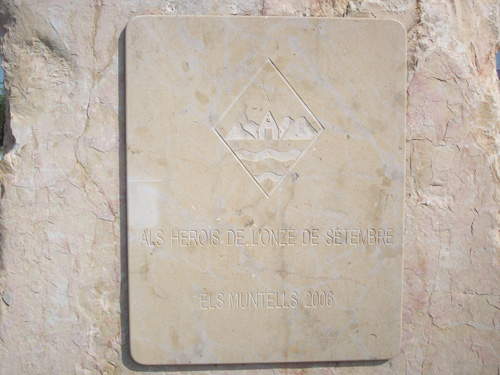 ALS HEROIS DE L'ONZE DE SETEMBRE
ELS MUNTELLS 2006